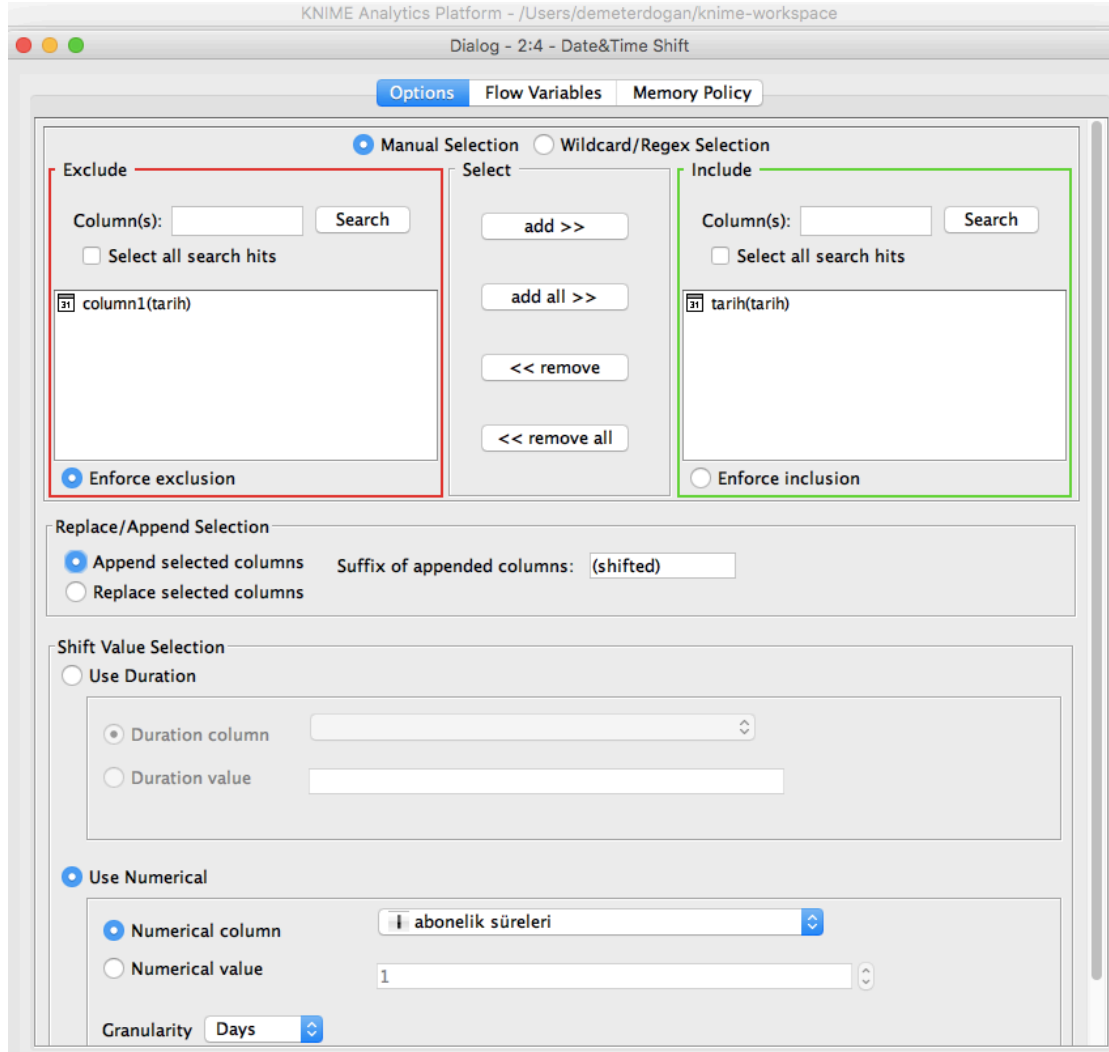 KNIME Analytics Platform - /Users/demeterdogan/knime-workspace
Dialog - 2:4 - Date&Time Shift
Options Flow Variables Memory Policy
Manual Selection Wildcard/Regex Selection
Exclude Select Include
Column(s): Search add >> Column(s): Search
Select all search hits Select all search hits
31 column1(tarih) add all >> 31 tarih(tarih)
<< remove
<< remove all
Enforce exclusion Enforce inclusion
Replace/Append Selection
Append selected columns Suffix of appended columns: (shifted)
Replace selected columns
Shift Value Selection
Use Duration
Duration column
Duration value
Use Numerical
Numerical column I abonelik süreleri
Numerical value 1
Granularity Days